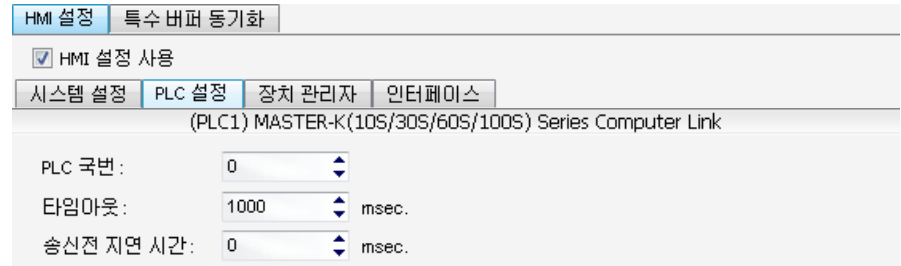 HMI 설정 특수 버퍼 동기화
HMI 설정 사용
시스템 설정 PLC 설정 장치 관리자 인터페이스
(PLC1) MASTER-K(10S/30S/60S/100S) Series Computer Link
PLC 국번 : 0
타임아웃 : 1000 msec.
송신전 지연 시간 : 0 msec.